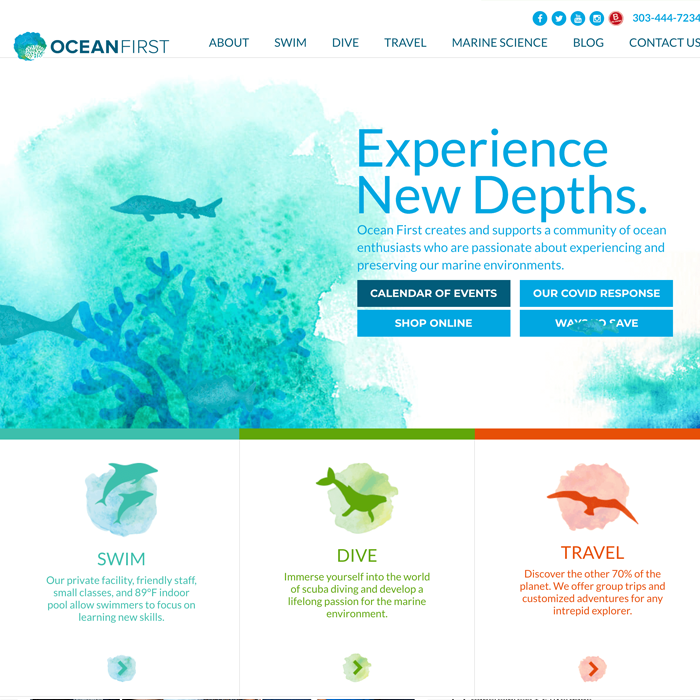 303-444-7234
OCEANFIRST
ABOUT SWIM DIVE TRAVEL MARINE SCIENCE BLOG CONTACT US
Experience
New Depths.
Ocean First creates and supports a community of ocean
enthusiasts who are passionate about experiencing and
preserving our marine environments.
CALENDAR OF EVENTS OUR COVID RESPONSE
SHOP ONLINE WAYS TO SAVE
SWIM
Our private facility, friendly staff,
small classes, and 89°F indoor
pool allow swimmers to focus on
learning new skills.
DIVE
Immerse yourself into the world
of scuba diving and develop a
lifelong passion for the marine
environment.
TRAVEL
Discover the other 70% of the
planet. We offer group trips and
customized adventures for any
intrepid explorer.